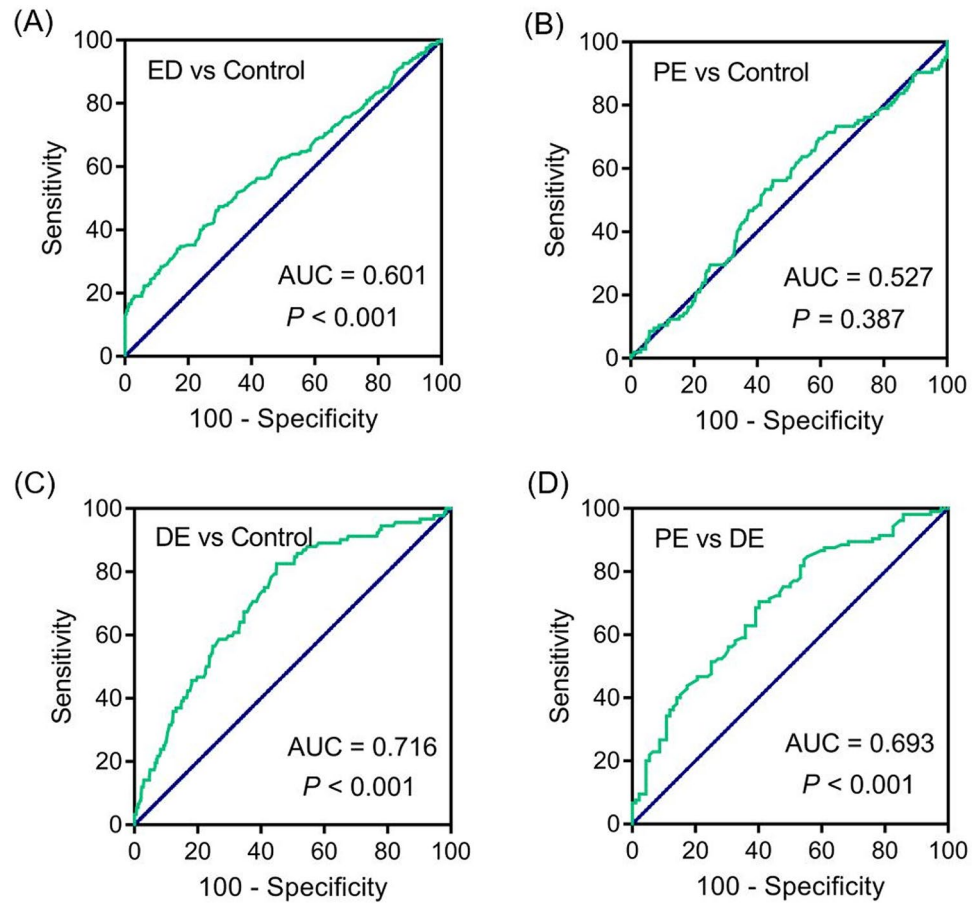 (A)
ED vs Control
100
80
60
40
20
0
Sensitivity
AUC = 0.601
P < 0.001
0 20 40 60 80 100
100 - Specificity
(B)
PE vs Control
100
80
60
40
20
0
Sensitivity
AUC = 0.527
P = 0.387
0 20 40 60 80 100
100 - Specificity
(C)
DE vs Control
100
80
60
40
20
0
Sensitivity
AUC = 0.716
P < 0.001
0 20 40 60 80 100
100 - Specificity
(D)
PE vs DE
100
80
60
40
20
0
Sensitivity
AUC = 0.693
P < 0.001
0 20 40 60 80 100
100 - Specificity